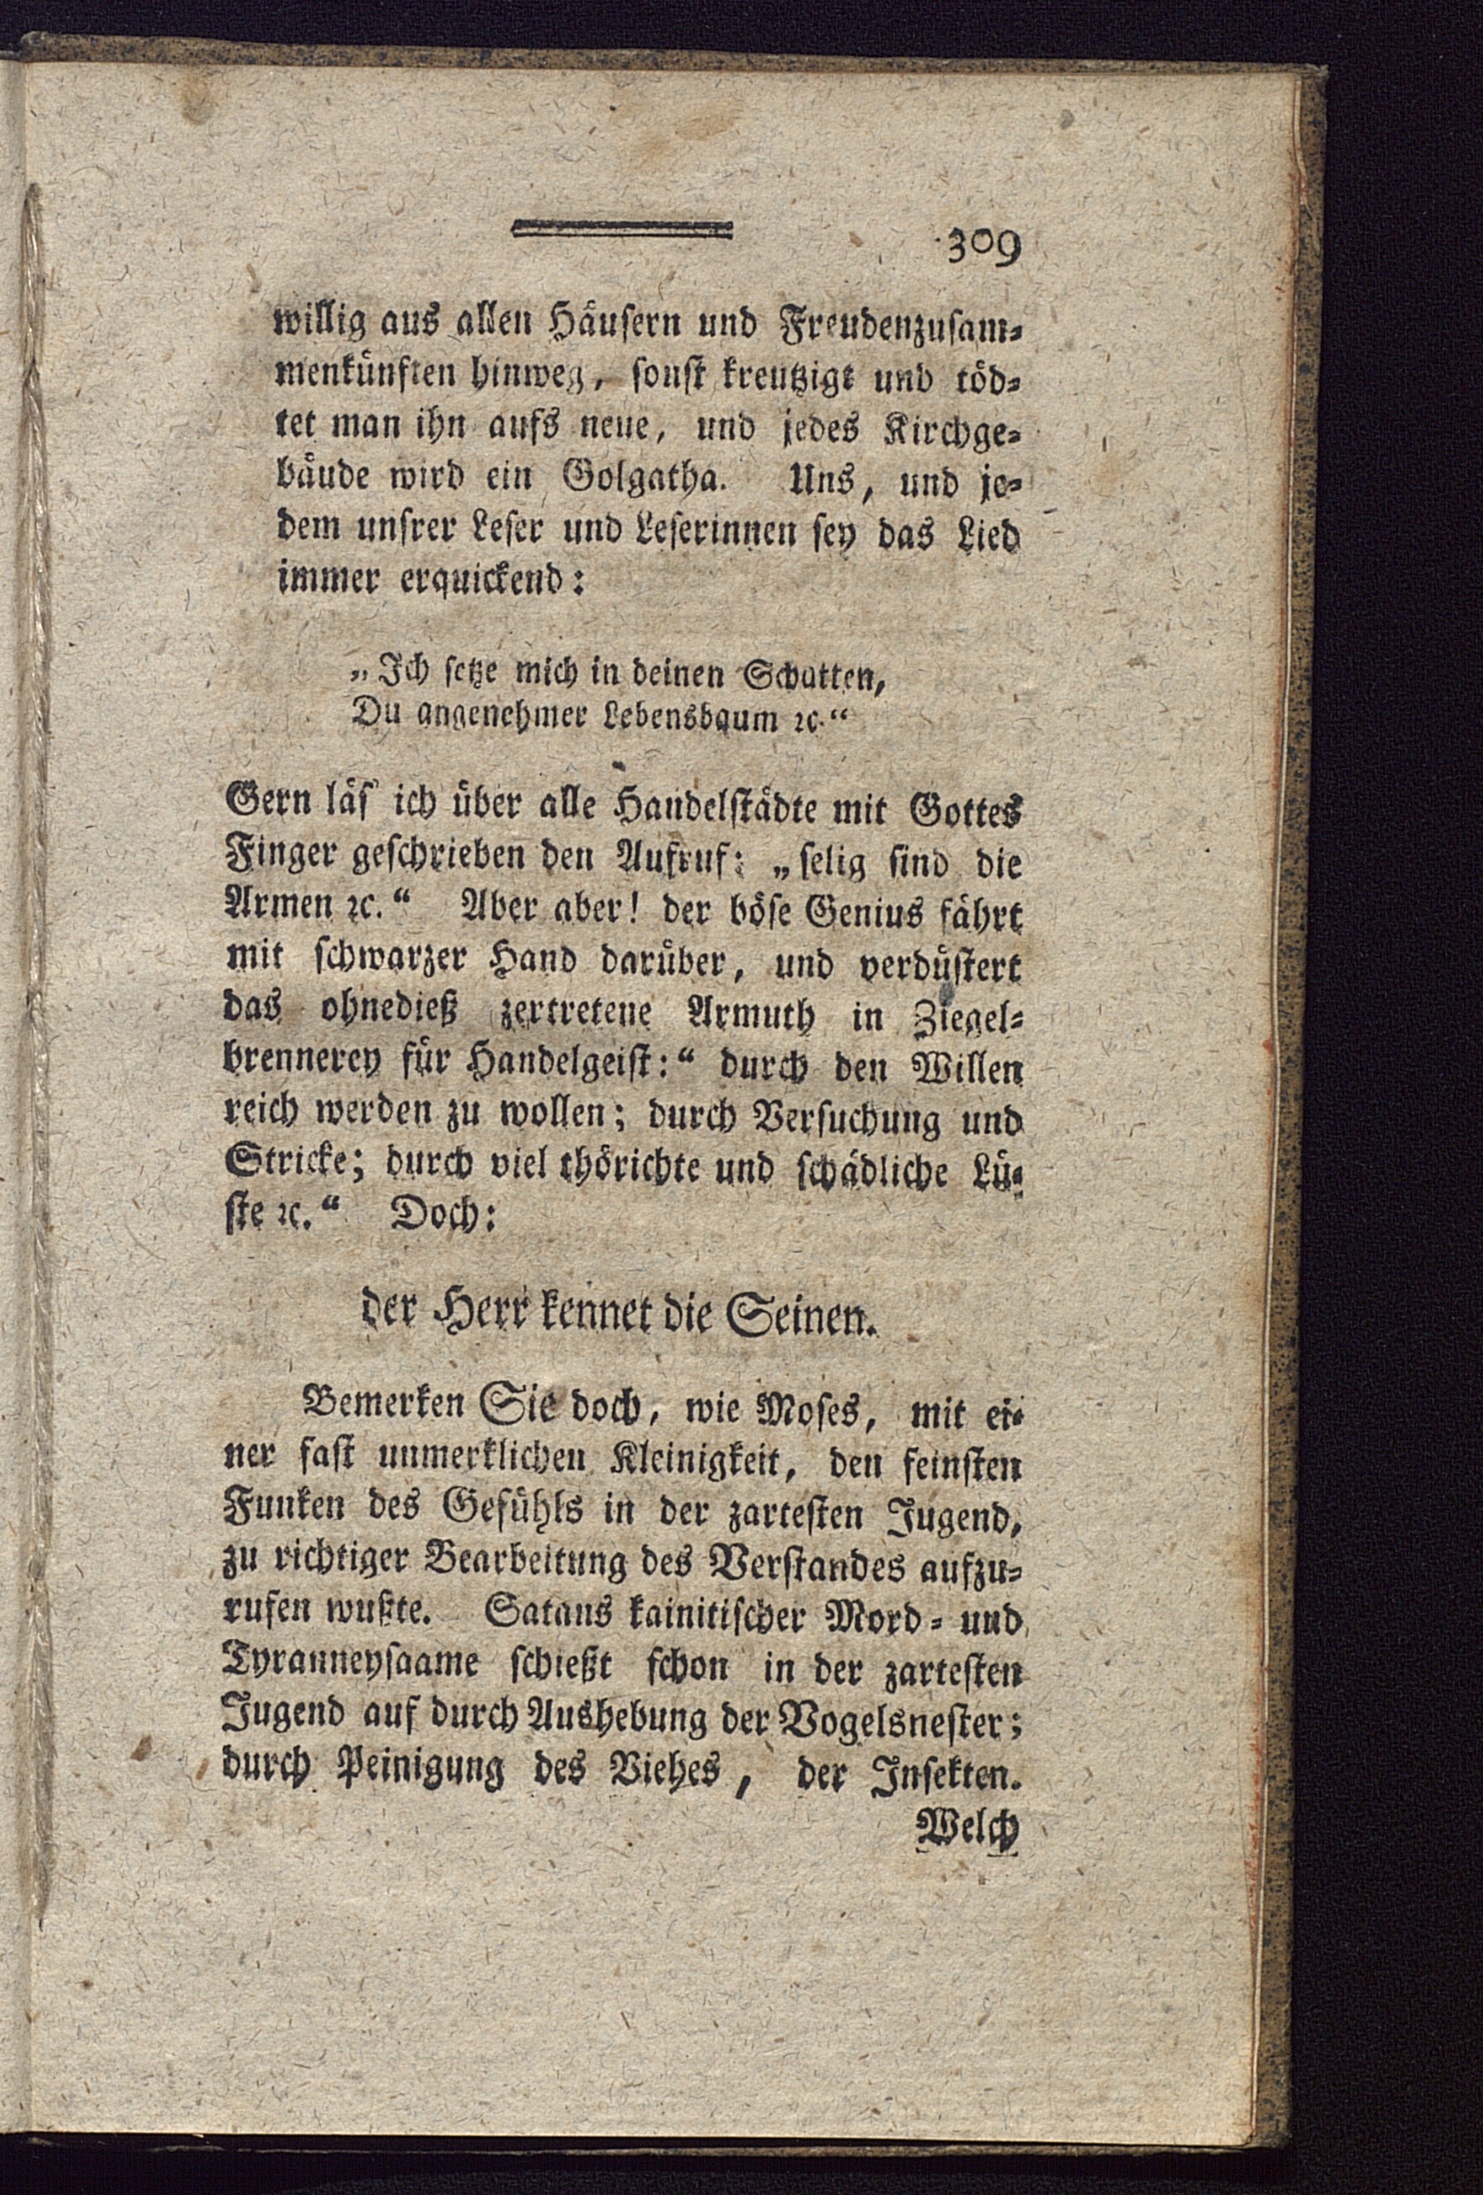 309
willig aus allen Häusern und Freudenzusam-
menkünften hinweg, sonst kreutzigt und töd-
tet man ihn aufs neue, und jedes Kirchge-
bäude wird ein Golgatha. Uns, und je-
dem unsrer Leser und Leserinnen sey das Lied
immer erquickend:
„Ich setze mich in deinen Schatten,
Du angenehmer Lebensbaum ꝛc.“
Gern läs' ich über alle Handelstädte mit Gottes
Finger geschrieben den Aufruf: „selig sind die
Armen ꝛc.“ Aber aber! der böse Genius fährt
mit schwarzer Hand darüber, und verdüstert
das ohnedieß zertretene Armuth in Ziegel-
brennerey für Handelgeist:“ durch den Willen
reich werden zu wollen; durch Versuchung und
Stricke; durch viel thörichte und schädliche Lü-
ste ꝛc.“ Doch:
der Herr kennet die Seinen.
Bemerken Sie doch, wie Moses, mit ei-
ner fast unmerklichen Kleinigkeit, den feinsten
Funken des Gefühls in der zartesten Jugend,
zu richtiger Bearbeitung des Verstandes aufzu-
rufen wußte. Satans kainitischer Mord- und
Tyranneysaame schießt schon in der zartesten
Jugend auf durch Aushebung der Vogelsnester;
durch Peinigung des Viehes, der Insekten.
Welch